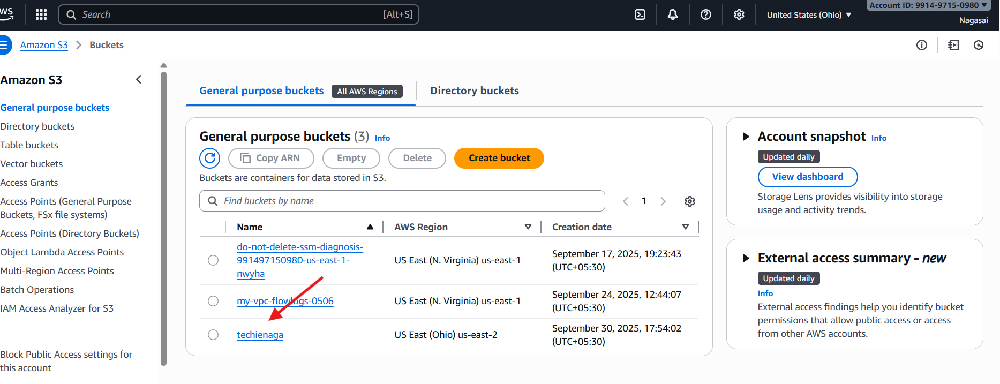 Search
[Alt+S]
United States (Ohio)
Account ID: 9914-9715-0980
Nagasai
Amazon S3
Buckets
Amazon S3
General purpose buckets
Directory buckets
Table buckets
Vector buckets
Access Grants
Access Points (General Purpose
Buckets, FSx file systems)
Access Points (Directory Buckets)
Object Lambda Access Points
Multi-Region Access Points
Batch Operations
IAM Access Analyzer for S3
Block Public Access settings for
this account
General purpose buckets
All AWS Regions
Directory buckets
General purpose buckets (3) Info
Copy ARN
Empty
Delete
Create bucket
Buckets are containers for data stored in S3.
Find buckets by name
1
Name
AWS Region
Creation date
do-not-delete-ssm-diagnosis-
991497150980-us-east-1-
nwyha
US East (N. Virginia) us-east-1
September 17, 2025, 19:23:43
(UTC+05:30)
my-vpc-flowlogs-0506
US East (N. Virginia) us-east-1
September 24, 2025, 12:44:07
(UTC+05:30)
techienaga
US East (Ohio) us-east-2
September 30, 2025, 17:54:02
(UTC+05:30)
Account snapshot Info
Updated daily
View dashboard
Storage Lens provides visibility into storage
usage and activity trends.
External access summary - new
Updated daily
Info
External access findings help you identify bucket
permissions that allow public access or access
from other AWS accounts.